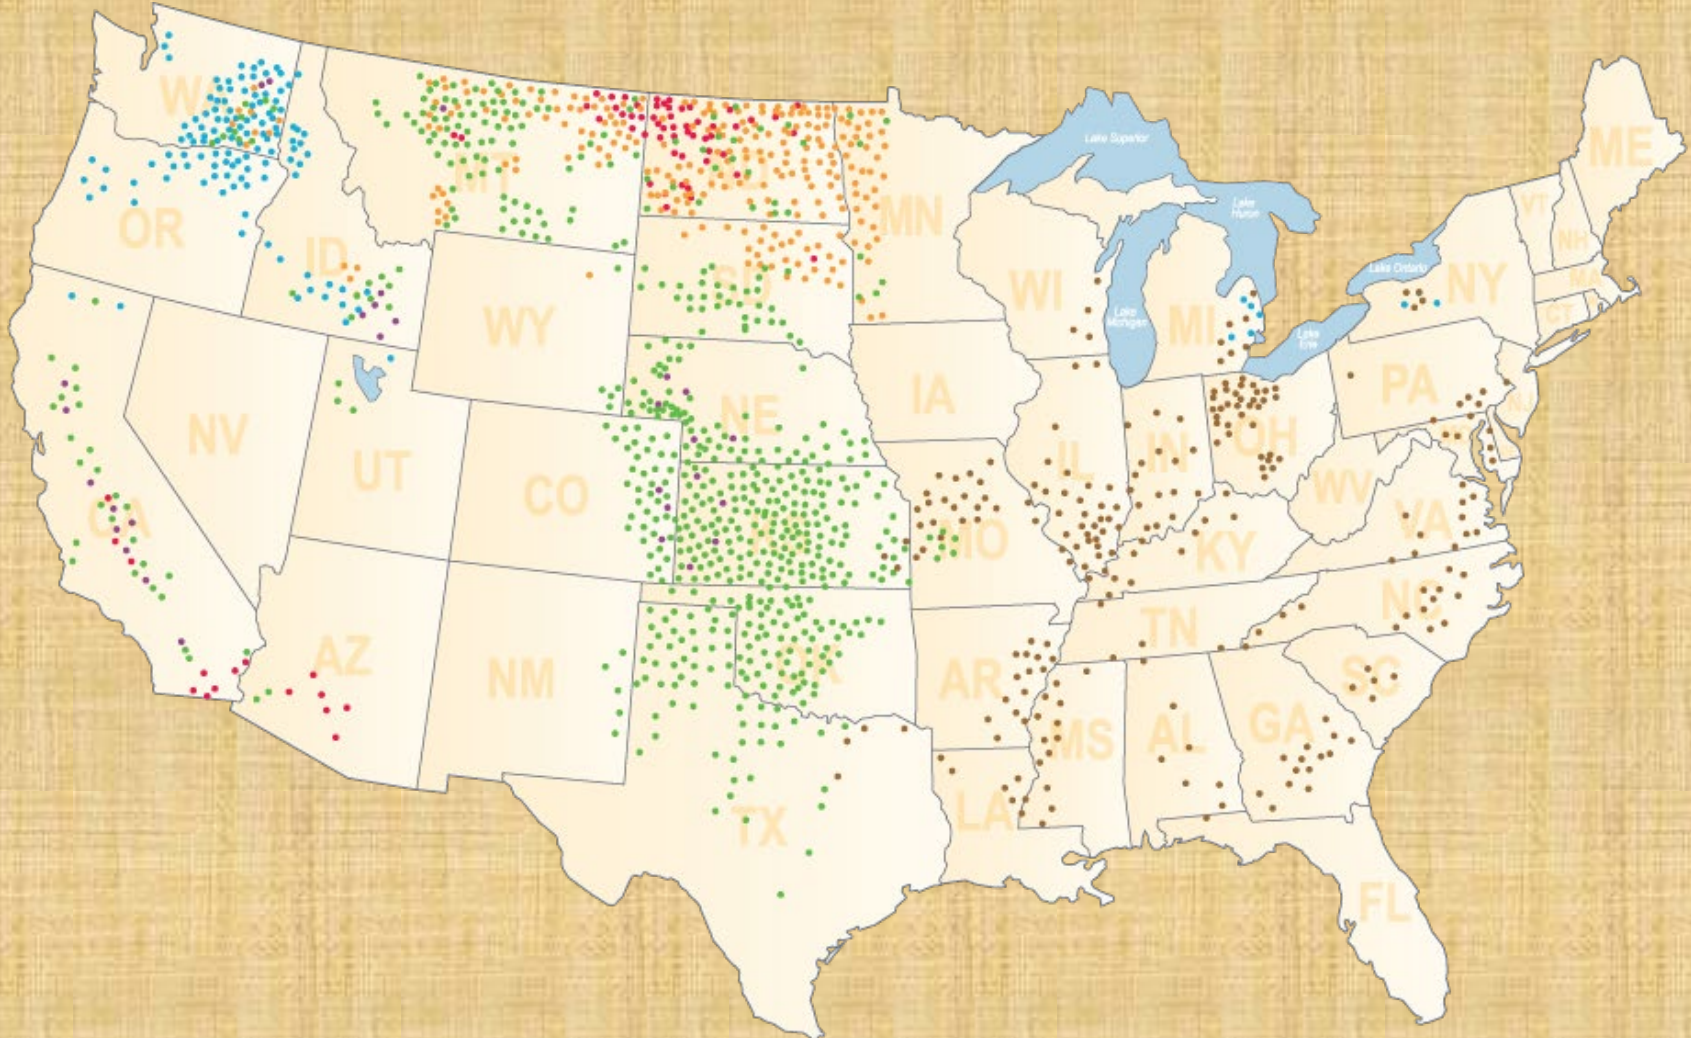 WA
Lake Superior
ME
MT
ND
MN
OR
Lake
Huron
VT
ID
NH
Lake Ontario
NY
MA
SD
WI
WY
Lake
Michigan
MI
Lake
Erie
CT
IA
PA
NJ
NE
NV
OH
UT
IL
IN
CO
WV
CA
VA
MO
KY
KS
NC
TN
AZ
OK
NM
AR
SC
MS
AL
GA
LA
TX
FL